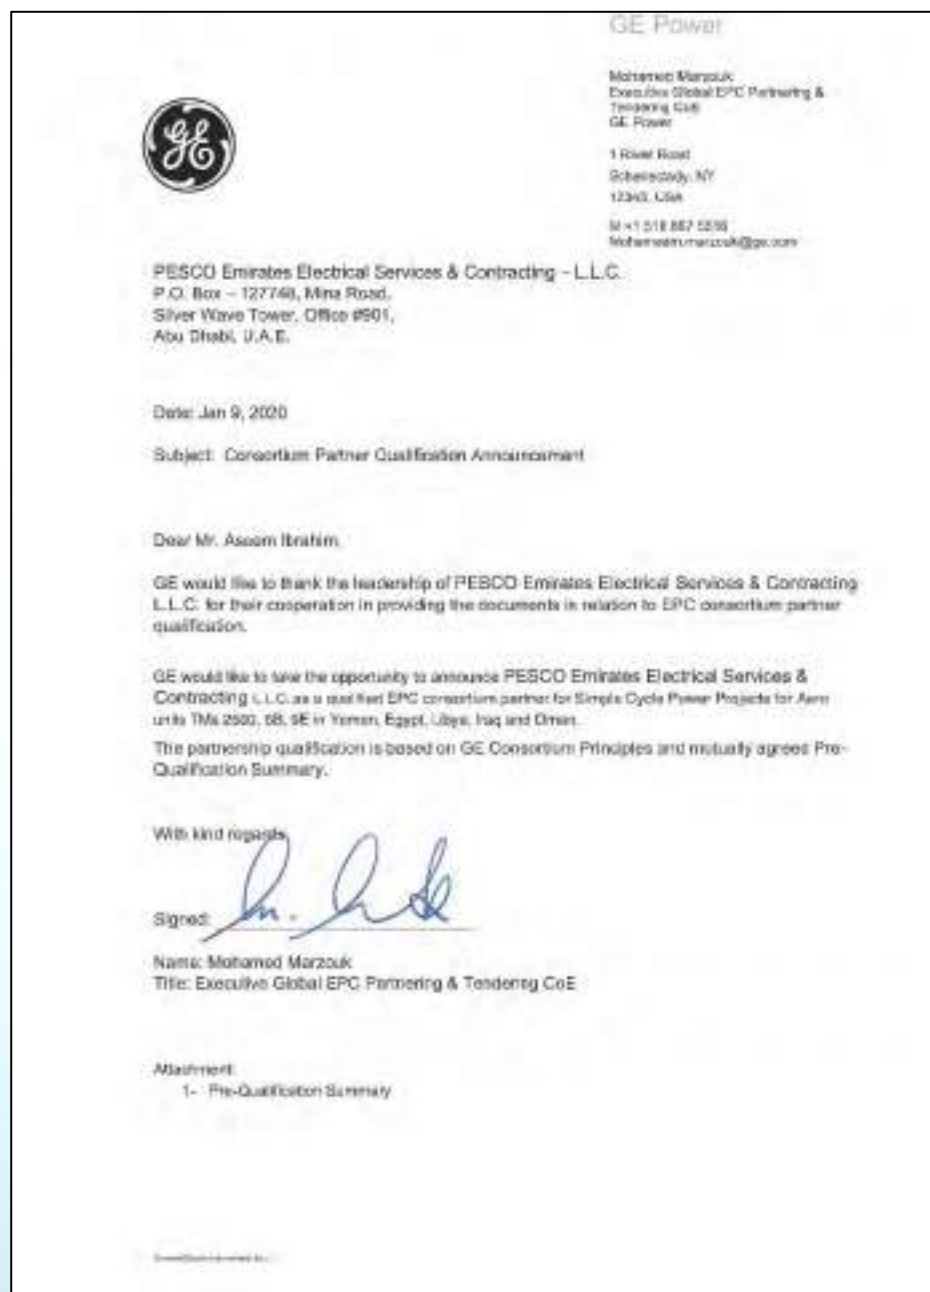 GE Power
Mohamed Marzouk
Executive Global EPC Partnering &
Tendering CoE
GE Power
1 River Road
Schenectady, NY
USA
GE
PESCO Emirates Electrical Services & Contracting – L.L.C.
P.O. Box – 127748, Mina Road,
Silver Wave Tower, Office #901,
Abu Dhabi, U.A.E.
Date: Jan 9, 2020
Subject: Consortium Partner Qualification Announcement
Dear Mr. Ibrahim,
GE would like to thank the leadership of PESCO Emirates Electrical Services & Contracting
L.L.C. for their cooperation in providing the documents in relation to EPC consortium partner
qualification.
GE would like to take the opportunity to announce PESCO Emirates Electrical Services &
Contracting L.L.C. as a qualified EPC consortium partner for Simple Cycle Power Projects for Aero
units TMs 2500, 6B, 9E in Yemen, Egypt, Libya, Iraq and Oman.
The partnership qualification is based on GE Consortium Principles and mutually agreed Pre-
Qualification Summary.
With kind regards,
Signed:
Name: Mohamed Marzouk
Title: Executive Global EPC Partnering & Tendering CoE
Attachment:
1- Pre-Qualification Summary